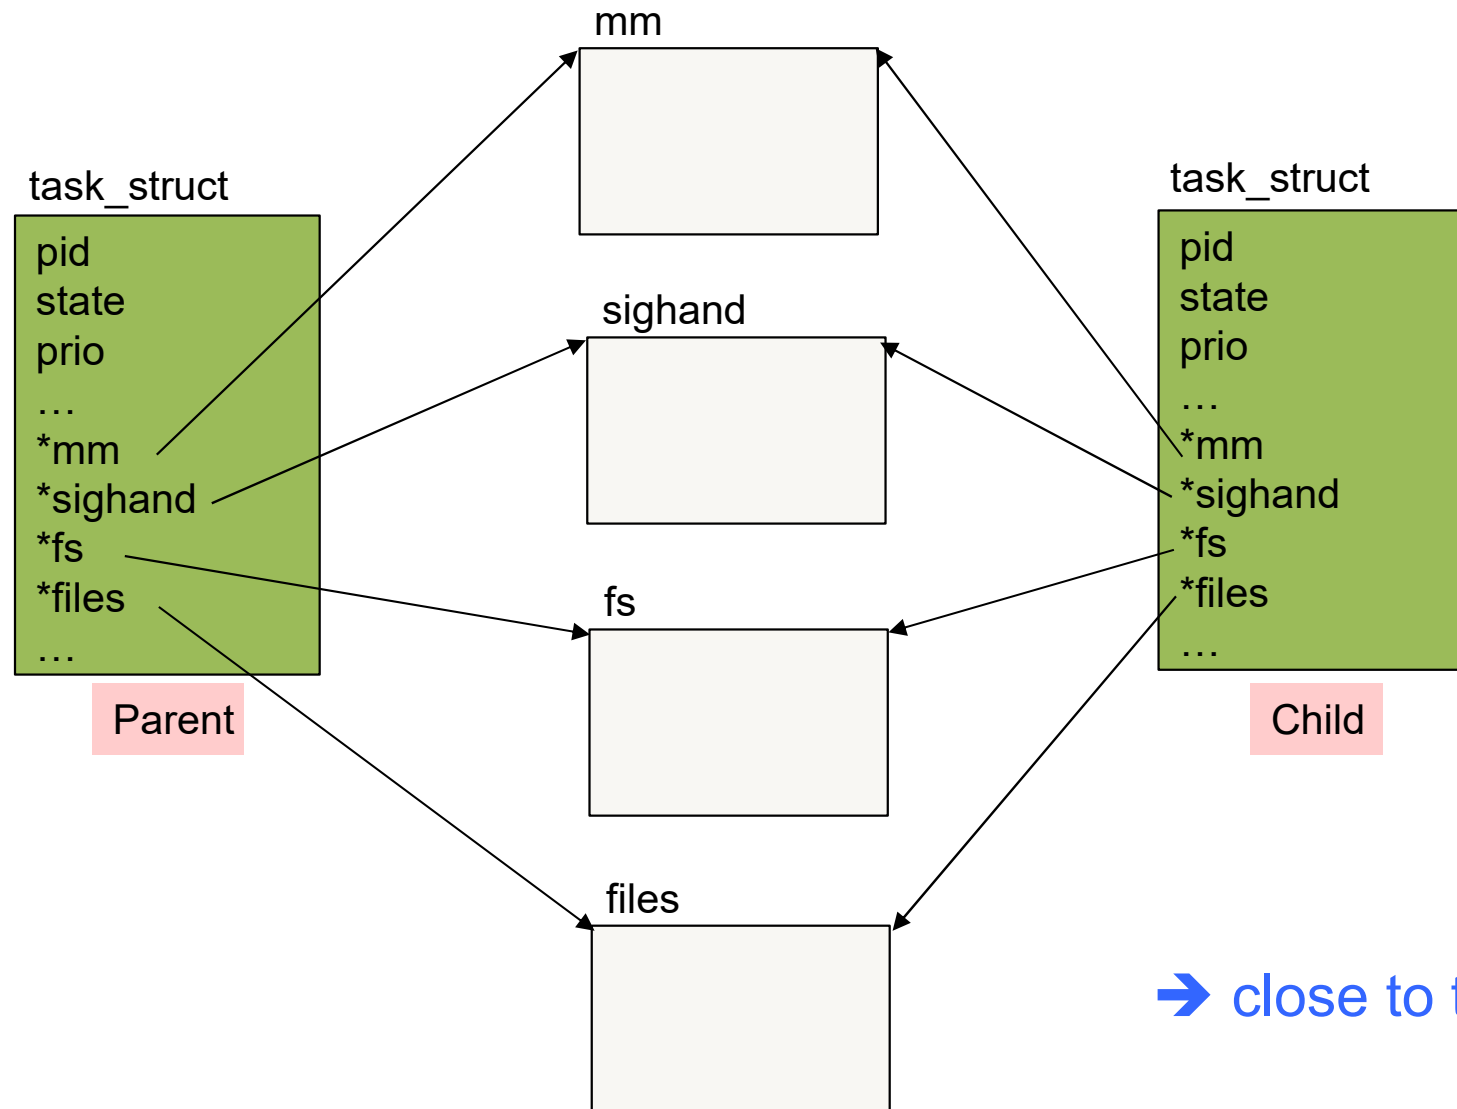 mm
task_struct
pid
state
prio
…
*mm
*sighand
*fs
*files
…
Parent
sighand
fs
files
task_struct
pid
state
prio
…
*mm
*sighand
*fs
*files
…
Child
➔ close to